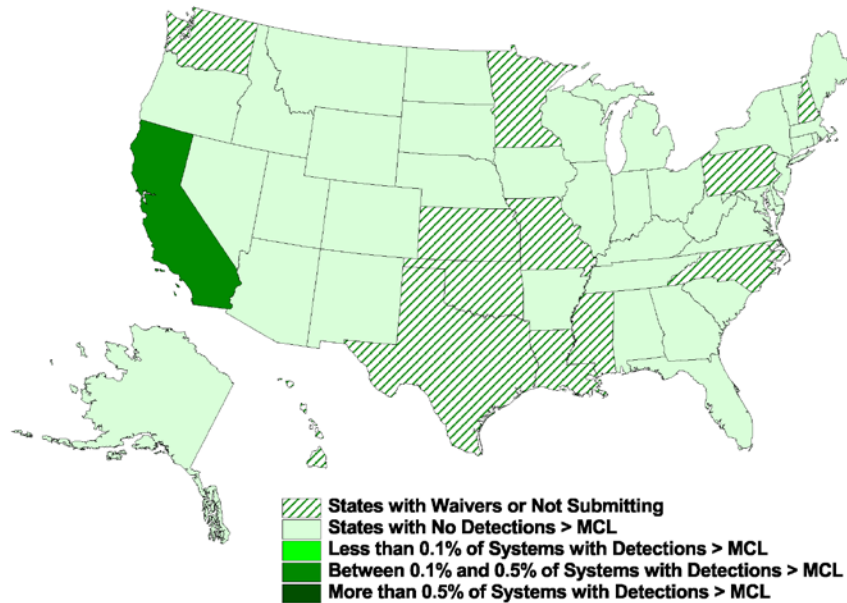 States with Waivers or Not Submitting
States with No Detections > MCL
Less than 0.1% of Systems with Detections > MCL
Between 0.1% and 0.5% of Systems with Detections > MCL
More than 0.5% of Systems with Detections > MCL